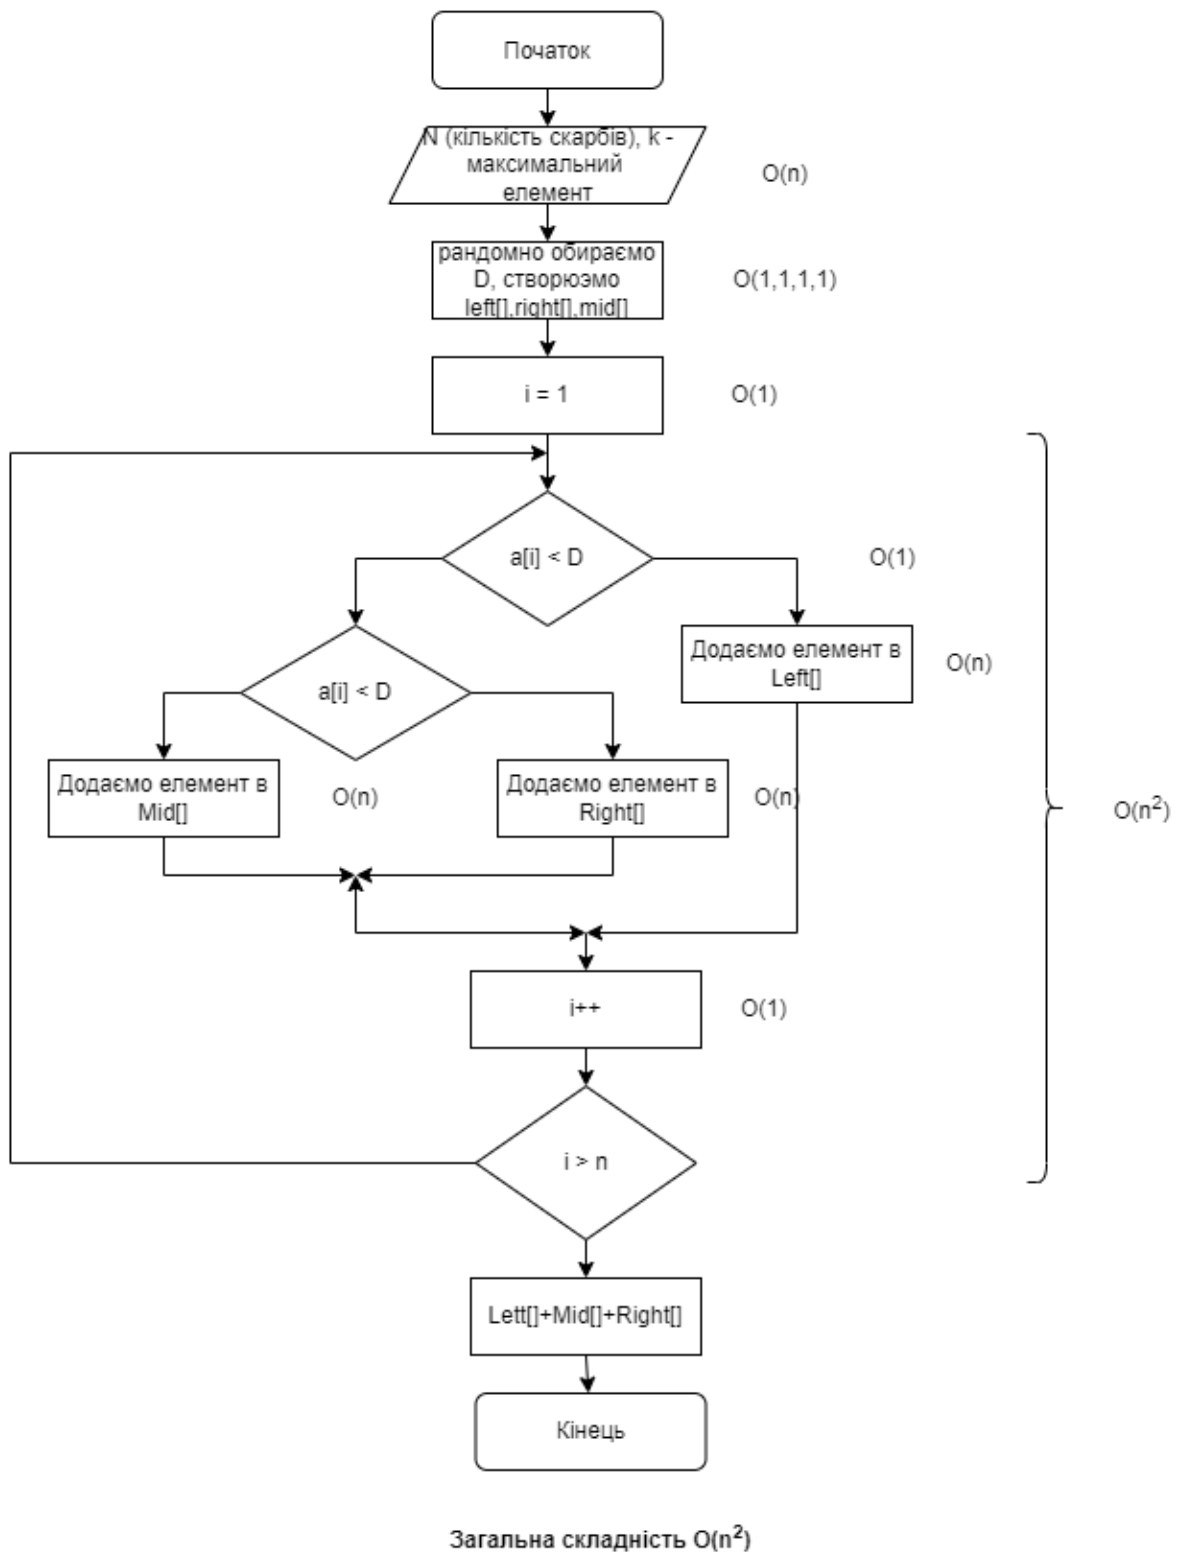 Початок
N (кількість скарбів), k -
максимальний
елемент
O(n)
рандомно обираємо
D, створюэмо
left[],right[],mid[]
O(1,1,1,1)
i = 1
O(1)
a[i] < D
O(1)
Додаємо елемент в
Left[]
O(n)
a[i] < D
Додаємо елемент в
Mid[]
O(n)
Додаємо елемент в
Right[]
O(n)
O(n²)
i++
O(1)
i > n
Lett[]+Mid[]+Right[]
Кінець
Загальна складність O(n²)